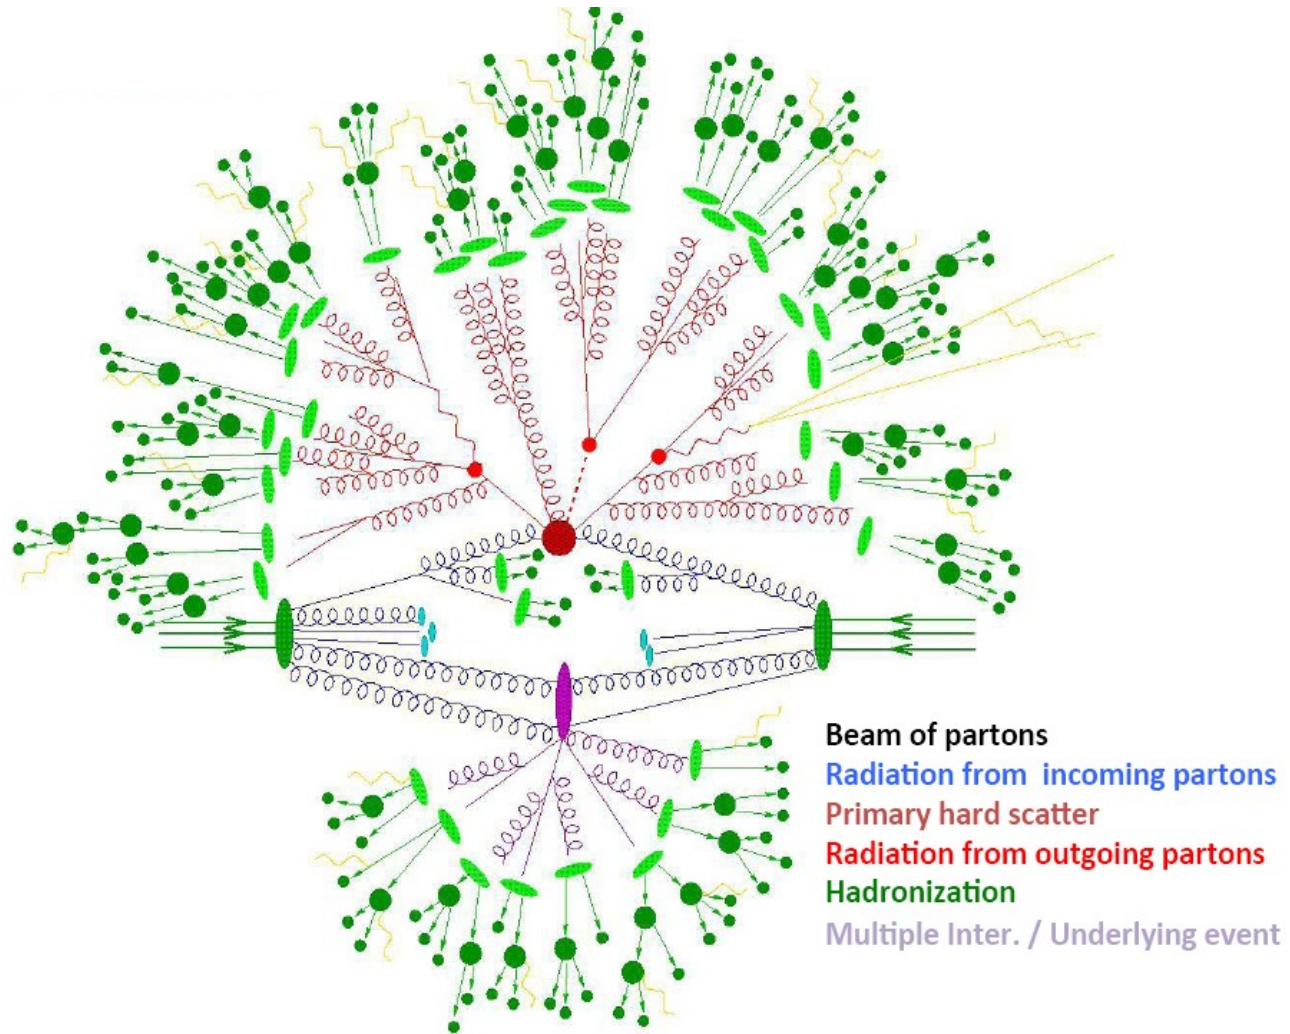 Beam of partons
Radiation from incoming partons
Primary hard scatter
Radiation from outgoing partons
Hadronization
Multiple Inter. / Underlying event